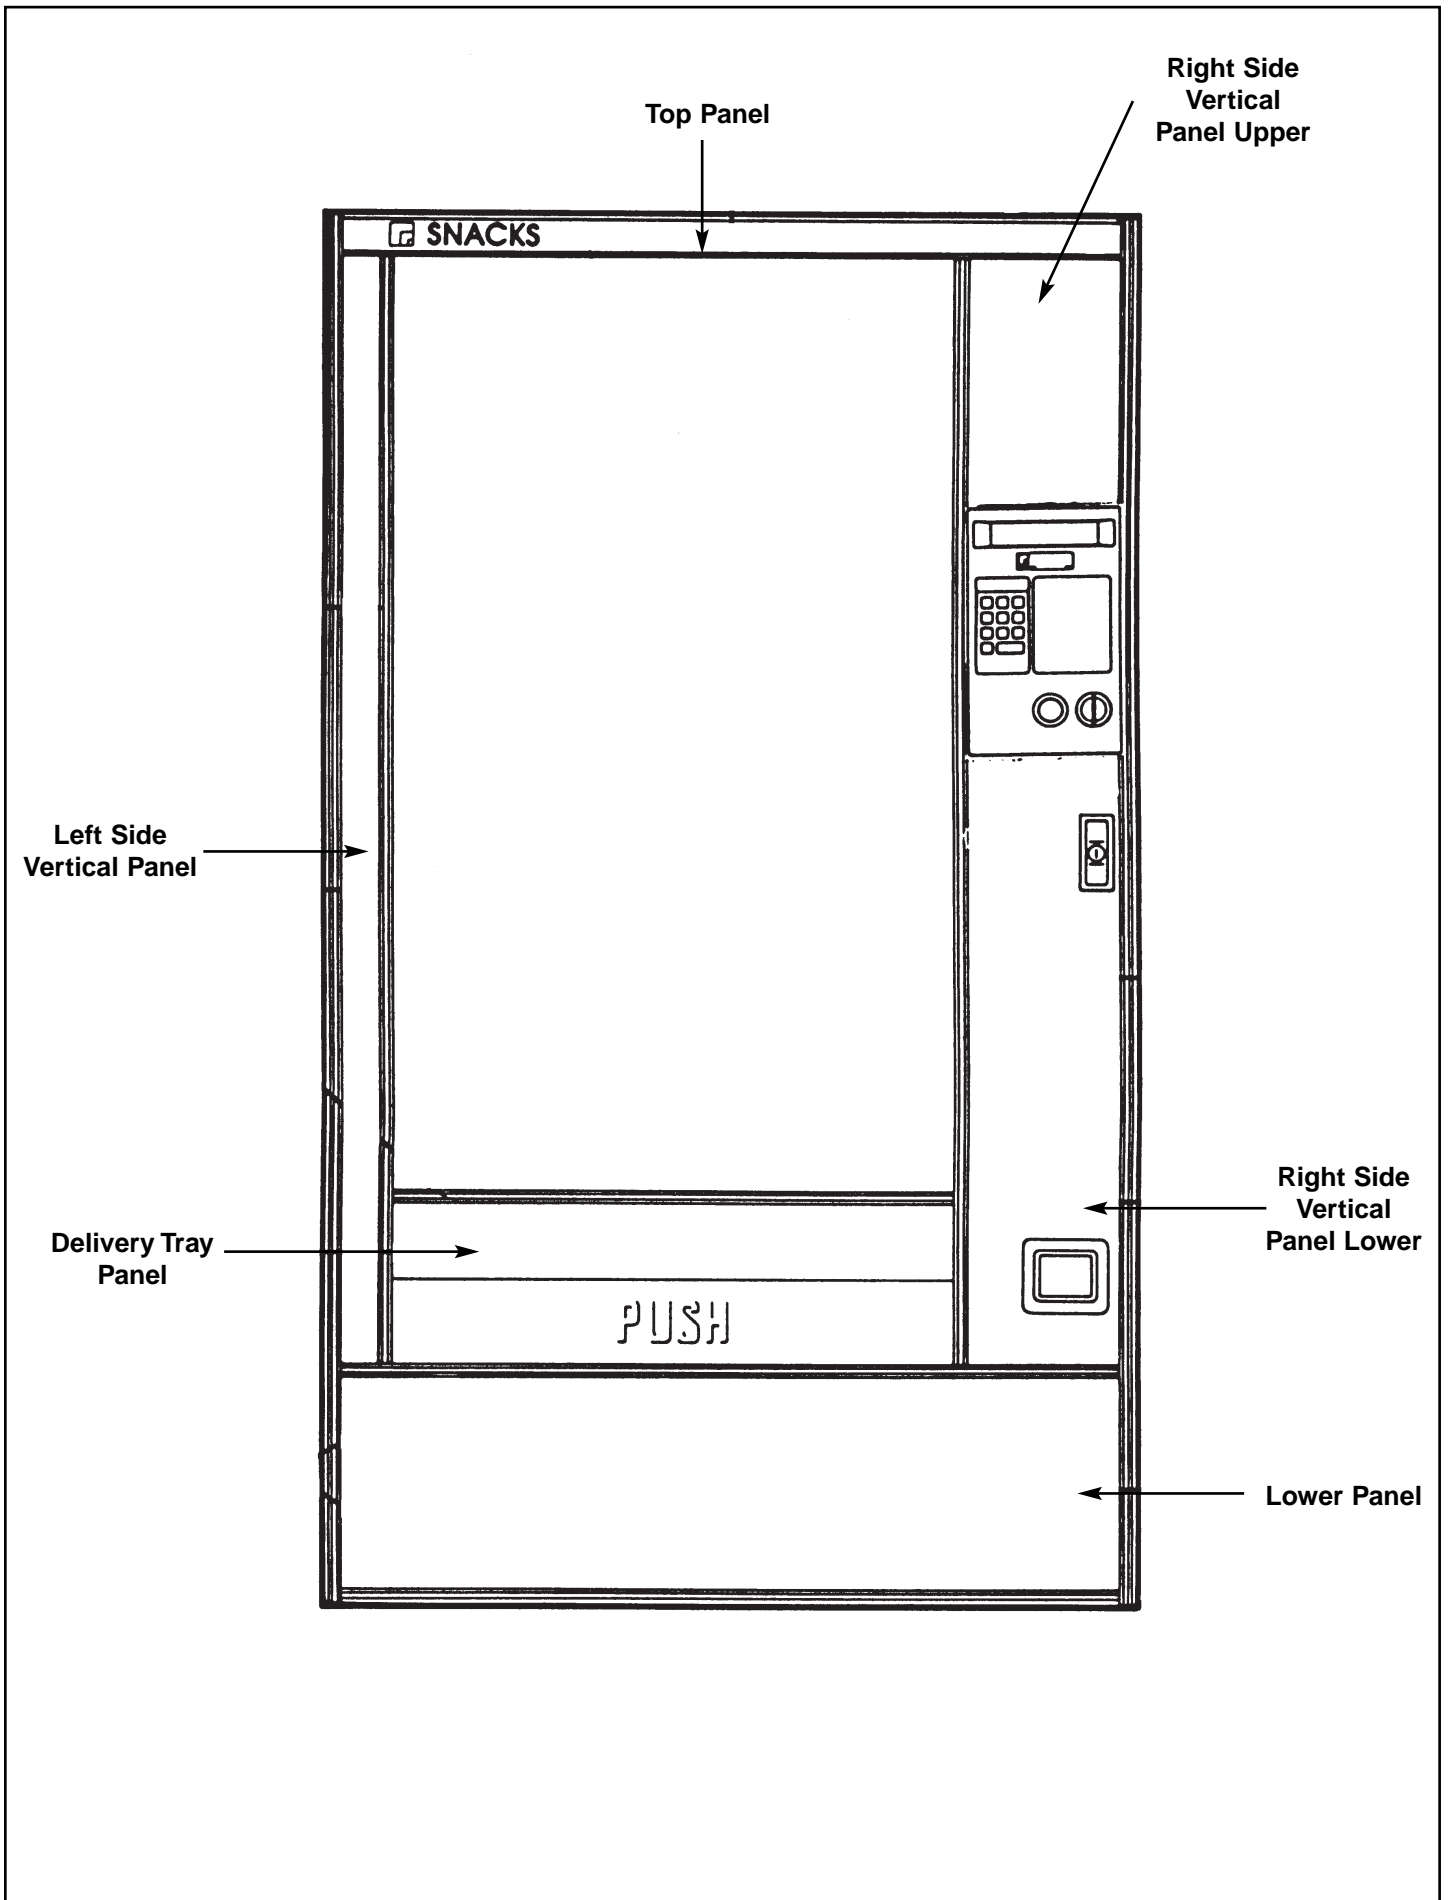 Right Side
Vertical
Panel Upper
Top Panel
SNACKS
Left Side
Vertical Panel
Right Side
Vertical
Panel Lower
Delivery Tray
Panel
PUSH
Lower Panel